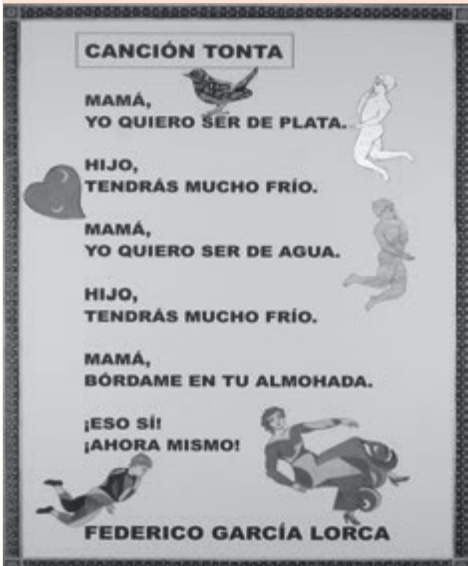 CANCIÓN TONTA
MAMÁ,
YO QUIERO SER DE PLATA.
HIJO,
TENDRÁS MUCHO FRÍO.
MAMÁ,
YO QUIERO SER DE AGUA.
HIJO,
TENDRÁS MUCHO FRÍO.
MAMÁ,
BÓRDAME EN TU ALMOHADA.
¡ESO SÍ!
¡AHORA MISMO!
FEDERICO GARCÍA LORCA